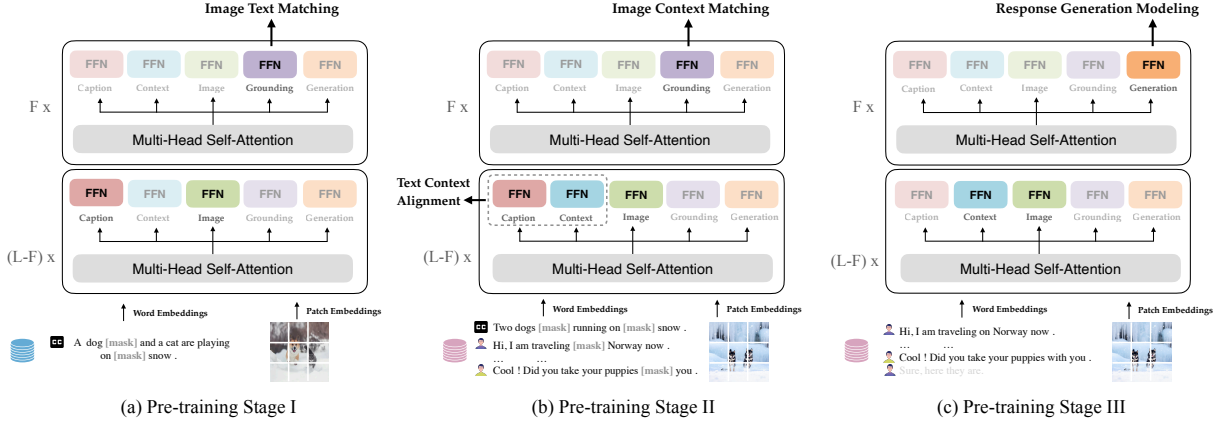 Image Text Matching
FFN FFN FFN FFN FFN
Caption Context Image Grounding Generation
F x
Multi-Head Self-Attention
FFN FFN FFN FFN FFN
Caption Context Image Grounding Generation
(L-F) x
Multi-Head Self-Attention
Word Embeddings Patch Embeddings
CC A dog [mask] and a cat are playing
on [mask] snow .
(a) Pre-training Stage I
Image Context Matching
FFN FFN FFN FFN FFN
Caption Context Image Grounding Generation
F x
Multi-Head Self-Attention
Text Context
Alignment
FFN FFN FFN FFN FFN
Caption Context Image Grounding Generation
(L-F) x
Multi-Head Self-Attention
Word Embeddings Patch Embeddings
CC Two dogs [mask] running on [mask] snow .
Hi, I am traveling [mask] Norway now .
... ... ...
Cool ! Did you take your puppies [mask] you .
(b) Pre-training Stage II
Response Generation Modeling
FFN FFN FFN FFN FFN
Caption Context Image Grounding Generation
F x
Multi-Head Self-Attention
FFN FFN FFN FFN FFN
Caption Context Image Grounding Generation
(L-F) x
Multi-Head Self-Attention
Word Embeddings Patch Embeddings
Hi, I am traveling on Norway now .
... ... ...
Cool ! Did you take your puppies with you .
Sure, here they are.
(c) Pre-training Stage III